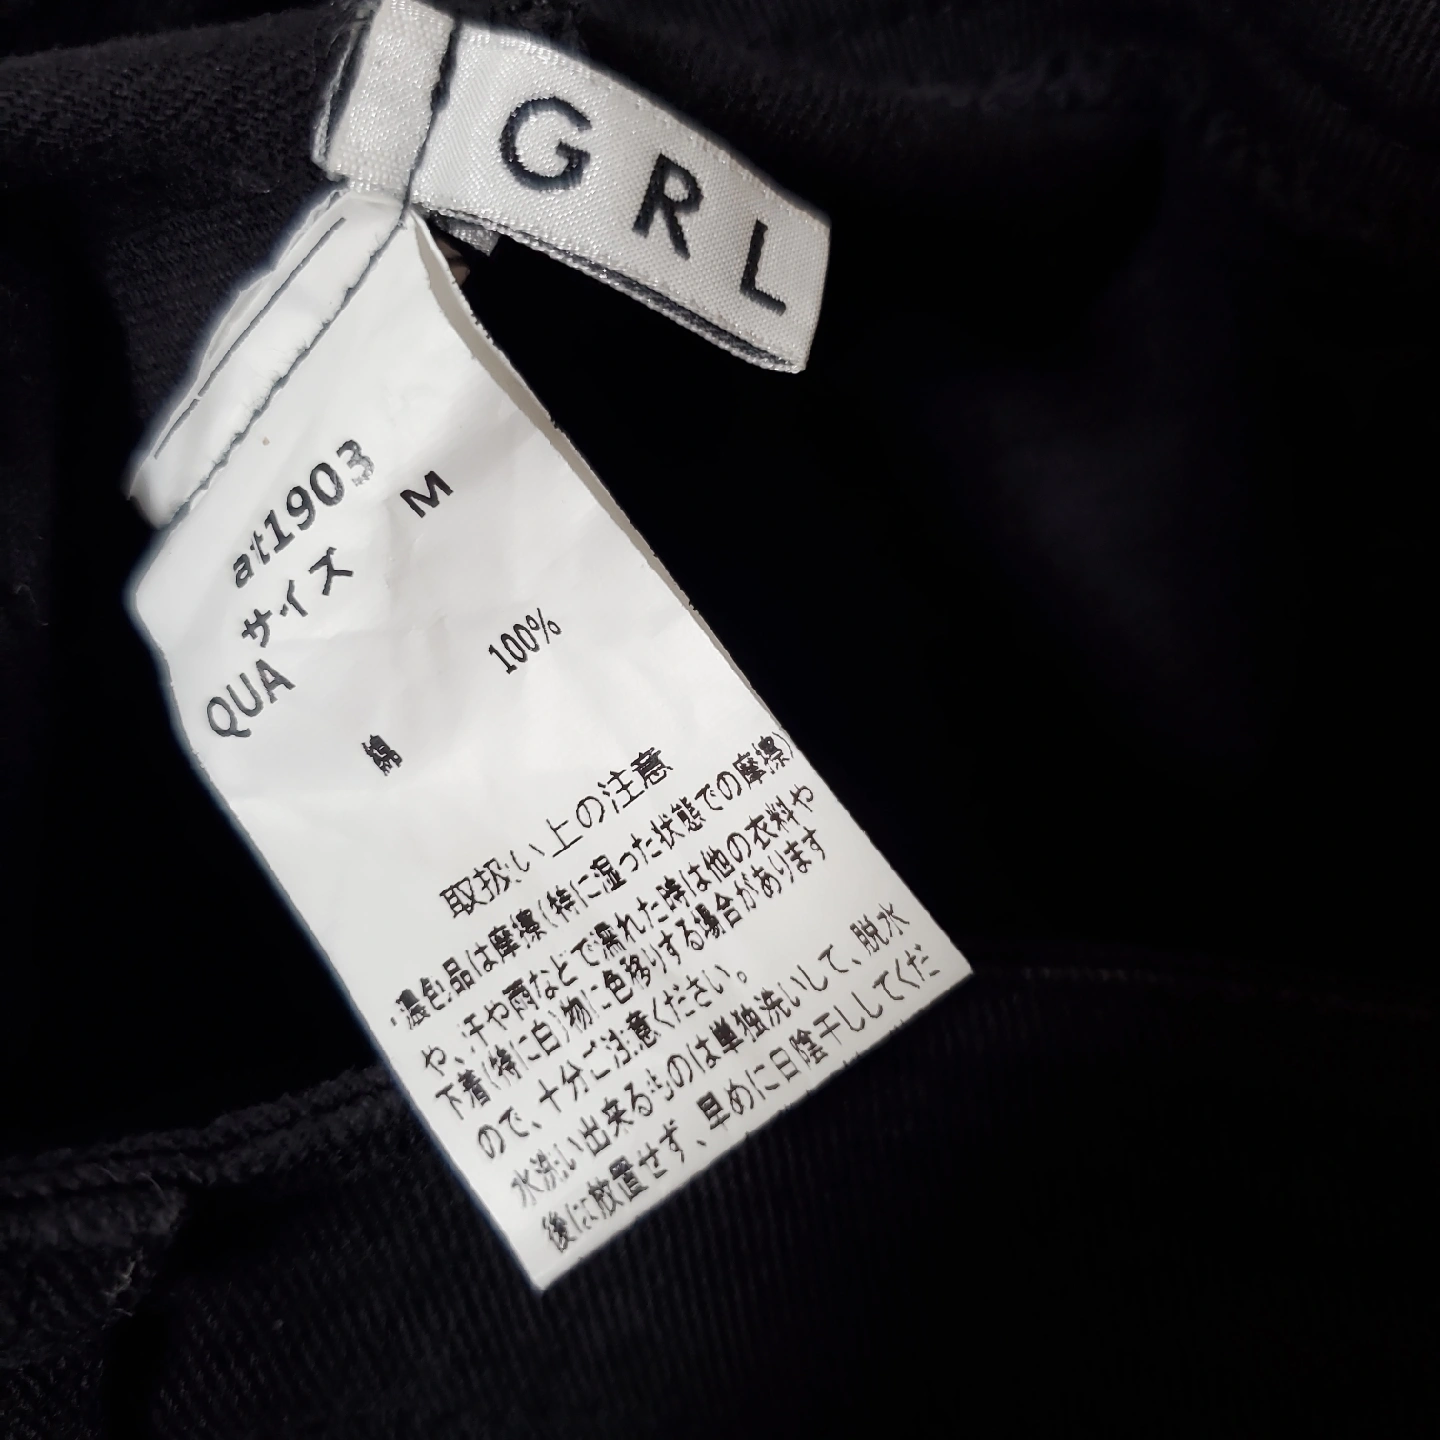 GRL
at1903
サイズ M
QUA
綿 100%
取扱い上の注意
濃色品は摩擦(特に湿った状態での摩擦)
や、汗や雨などで濡れた時は他の衣料や
下着(特に白)物に色移りする場合があります
ので、十分ご注意ください。
水洗い出来るものは単独洗いして、脱水
後は放置せず、早めに日陰干ししてくだ